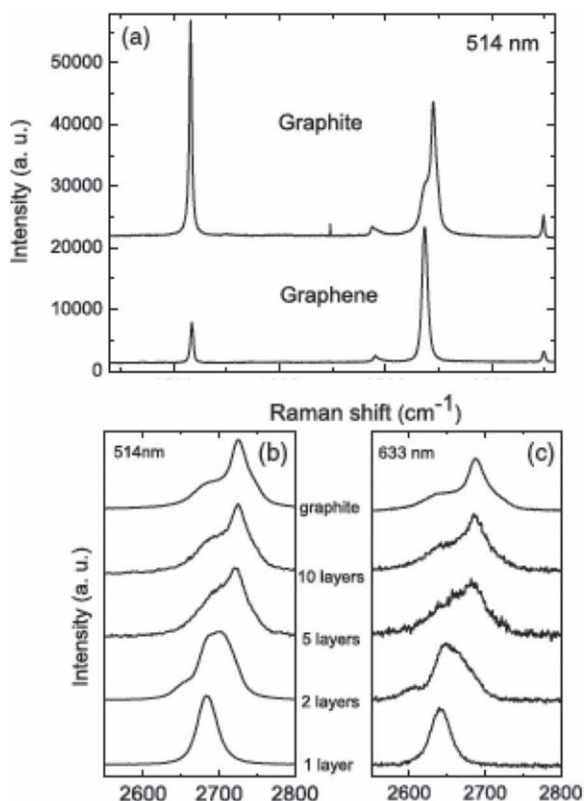 (a)
514 nm
50000
40000
30000
20000
10000
0
Intensity (a. u.)
Graphite
Graphene
Raman shift (cm-1)
514nm
(b)
633 nm
(c)
Intensity (a. u.)
graphite
10 layers
5 layers
2 layers
1 layer
2600
2700
2800
2600
2700
2800